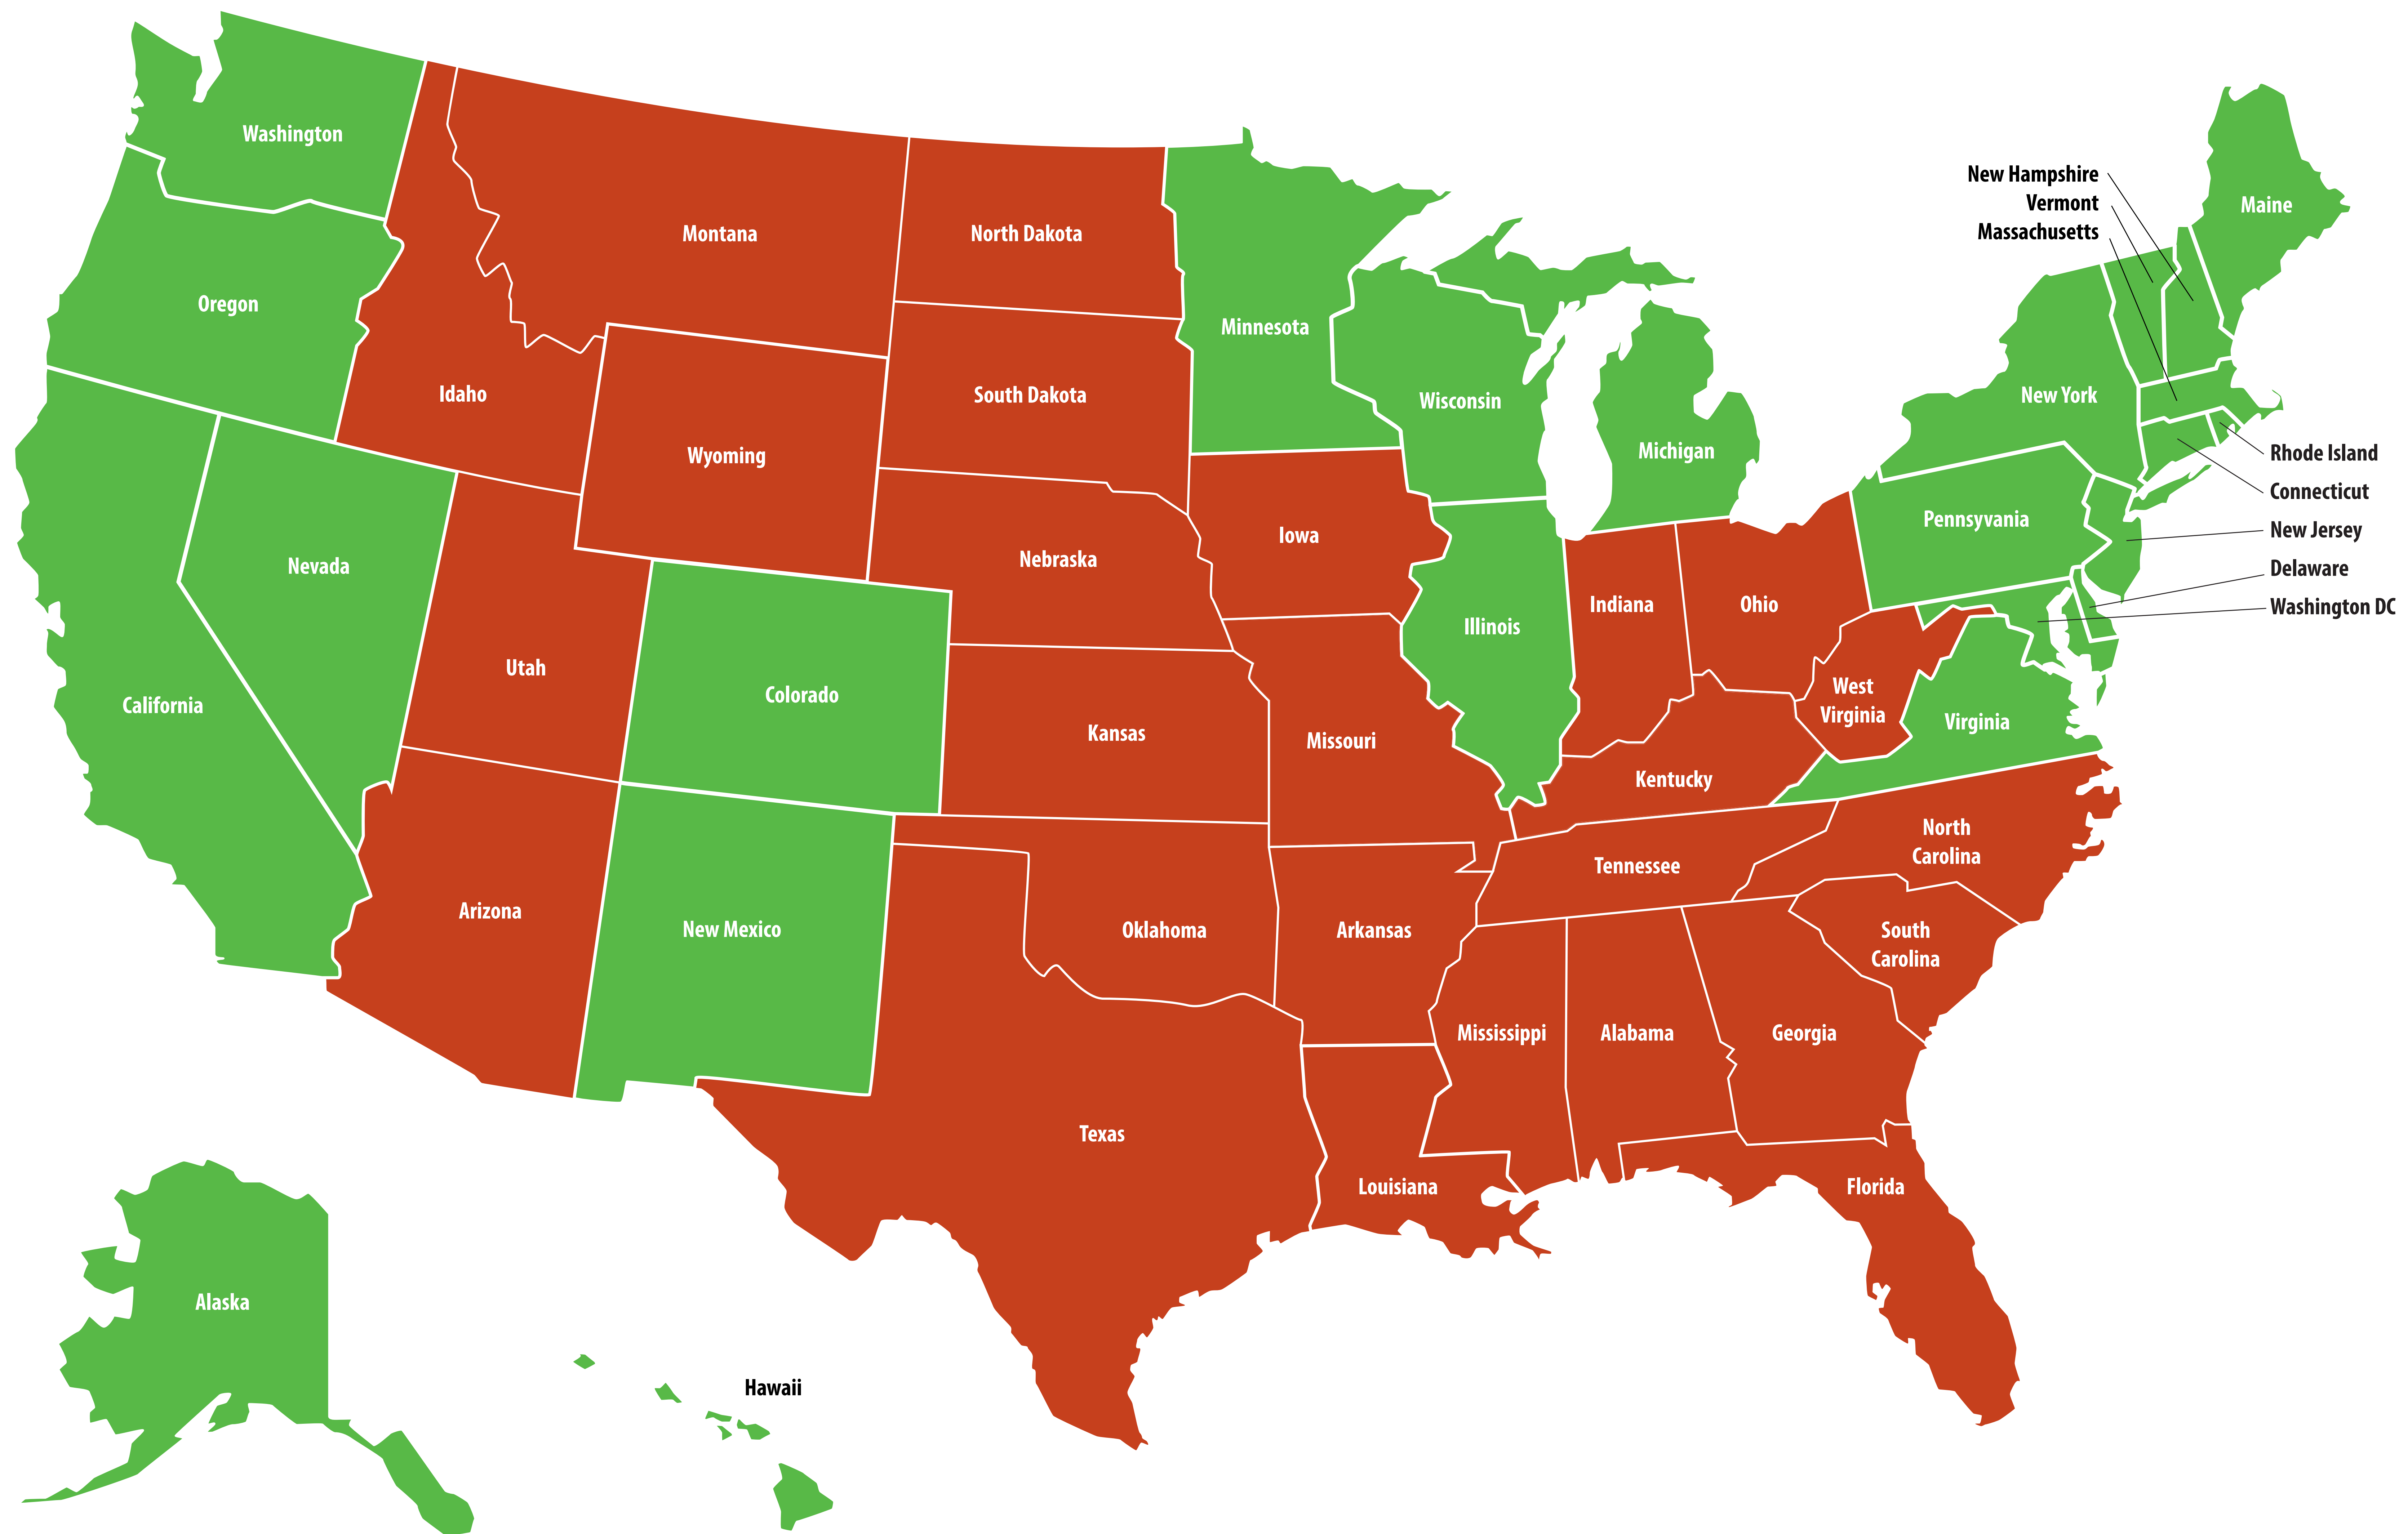 Washington
Montana
North Dakota
New Hampshire
Vermont
Massachusetts
Maine
Oregon
Minnesota
Idaho
South Dakota
Wisconsin
New York
Wyoming
Michigan
Rhode Island
Connecticut
Pennsyvania
New Jersey
Iowa
Nebraska
Nevada
Delaware
Indiana
Ohio
Washington DC
Illinois
Utah
Colorado
California
West
Virginia
Virginia
Kansas
Missouri
Kentucky
North
Carolina
Tennessee
Arizona
New Mexico
Oklahoma
Arkansas
South
Carolina
Mississippi
Alabama
Georgia
Texas
Louisiana
Florida
Alaska
Hawaii